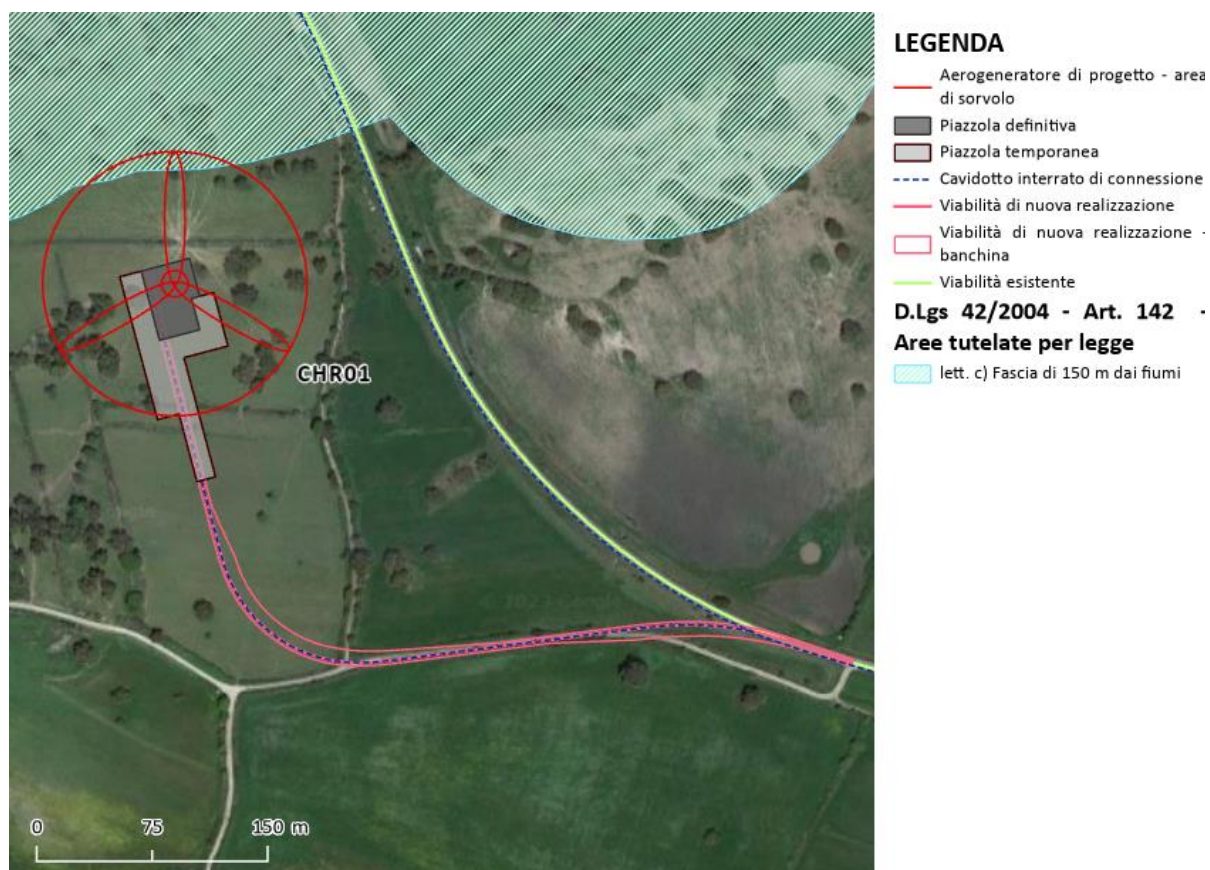 LEGENDA
Aerogeneratore di progetto - area
di sorvolo
Piazzola definitiva
Piazzola temporanea
Cavidotto interrato di connessione
Viabilità di nuova realizzazione
Viabilità di nuova realizzazione -
banchina
Viabilità esistente
D.Lgs 42/2004 - Art. 142 -
Aree tutelate per legge
lett. c) Fascia di 150 m dai fiumi
CHR01
0 75 150 m